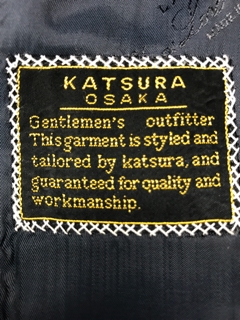 KATSURA
OSAKA
Gentlemen's outfitter
This garment is styled and
tailored by katsura, and
guaranteed for quality and
workmanship.